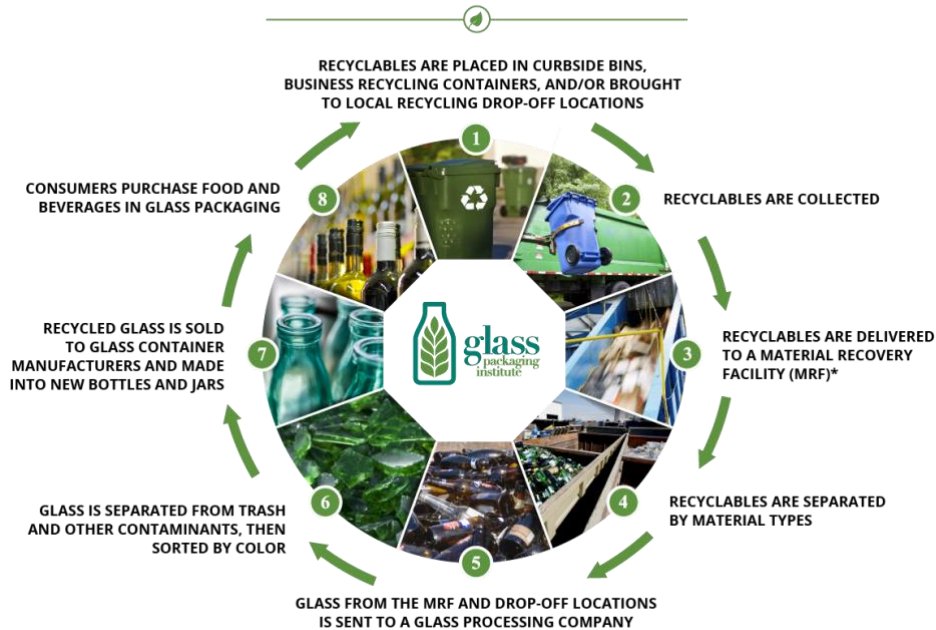 RECYCLABLES ARE PLACED IN CURBSIDE BINS,
BUSINESS RECYCLING CONTAINERS, AND/OR BROUGHT
TO LOCAL RECYCLING DROP-OFF LOCATIONS
1
2
RECYCLABLES ARE COLLECTED
3
RECYCLABLES ARE DELIVERED
TO A MATERIAL RECOVERY
FACILITY (MRF)*
4
RECYCLABLES ARE SEPARATED
BY MATERIAL TYPES
5
GLASS FROM THE MRF AND DROP-OFF LOCATIONS
IS SENT TO A GLASS PROCESSING COMPANY
6
GLASS IS SEPARATED FROM TRASH
AND OTHER CONTAMINANTS, THEN
SORTED BY COLOR
7
RECYCLED GLASS IS SOLD
TO GLASS CONTAINER
MANUFACTURERS AND MADE
INTO NEW BOTTLES AND JARS
8
CONSUMERS PURCHASE FOOD AND
BEVERAGES IN GLASS PACKAGING
glass
packaging
institute